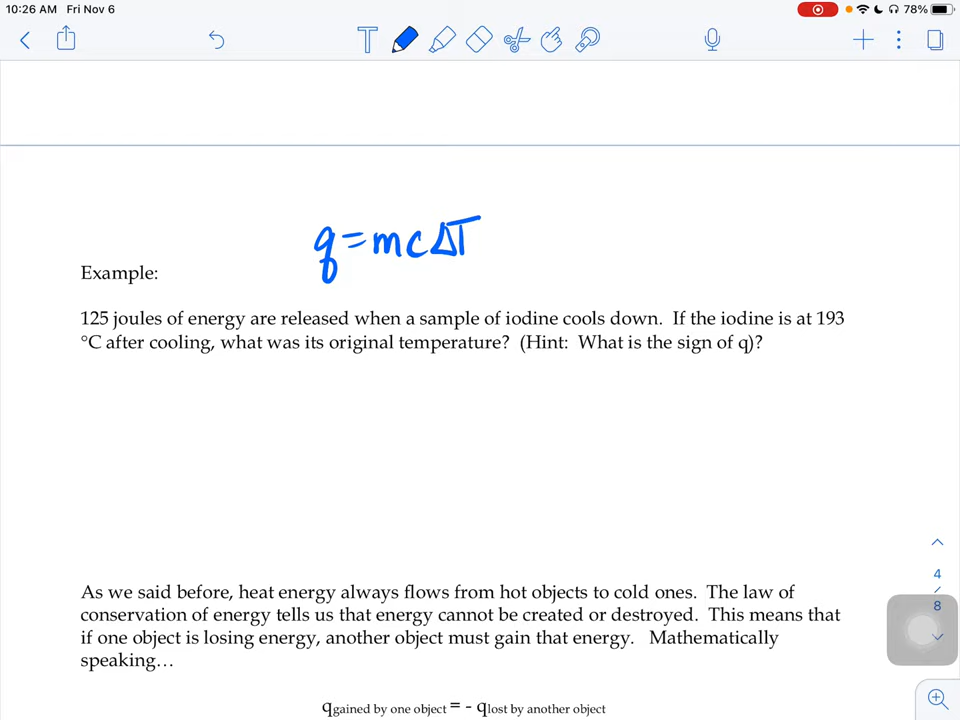 10:26 AM Fri Nov 6
78%
T
q=mcΔT
Example:
125 joules of energy are released when a sample of iodine cools down. If the iodine is at 193
°C after cooling, what was its original temperature? (Hint: What is the sign of q)?
As we said before, heat energy always flows from hot objects to cold ones. The law of
conservation of energy tells us that energy cannot be created or destroyed. This means that
if one object is losing energy, another object must gain that energy. Mathematically
speaking…
qgained by one object = - qlost by another object
4
/
8